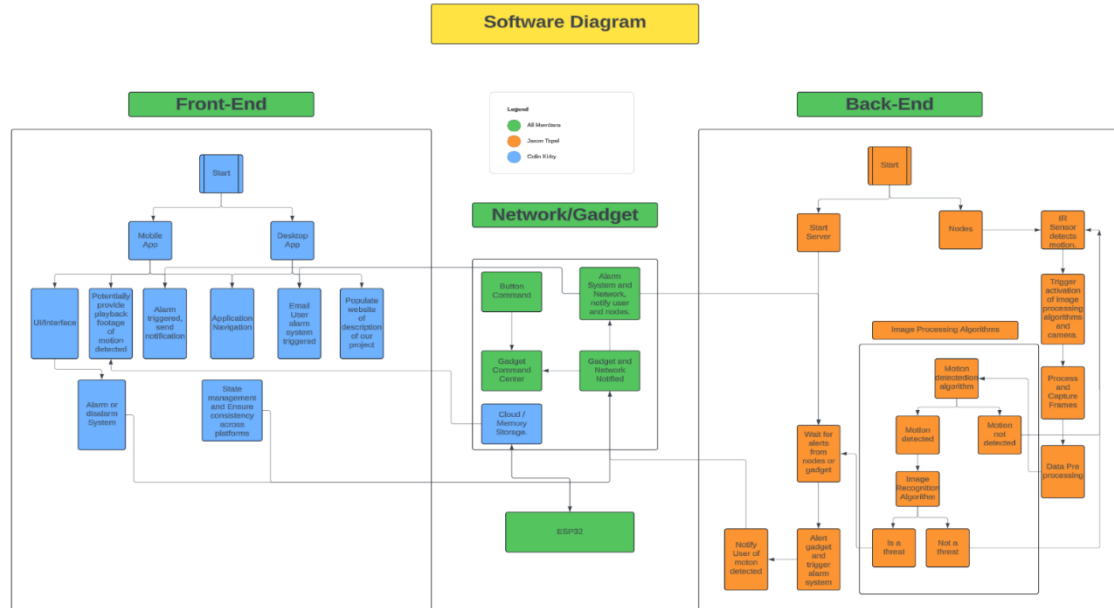 Software Diagram
Front-End
Back-End
Legend
All Members
Jason Topel
Colin Kirby
Start
Mobile
App
Desktop
App
UI/Interface
Potentially
provide
playback
footage
of
motion
detected
Alarm
triggered,
send
notification
Application
Navigation
Email
User
alarm
system
triggered
Populate
website
of
description
of our
project
Alarm or
disalarm
System
State
management
and Ensure
consistency
across
platforms
Network/Gadget
Button
Command
Alarm
System and
Network,
notify user
and nodes.
Gadget
Command
Center
Gadget and
Network
Notified
Cloud /
Memory
Storage.
ESP32
Start
Start
Server
Nodes
IR
Sensor
detects
motion.
Trigger
activation
of image
processing
algorithms
and
camera.
Image Processing Algorithms
Process
and
Capture
Frames
Data Pre
processing
Motion
detectedtion
algorithm
Motion
detected
Motion
not
detected
Image
Recognition
Algorithm
Is a
threat
Not a
threat
Wait for
alerts
from
nodes or
gadget
Alert
gadget
and
trigger
alarm
system
Notify
User of
motion
detected